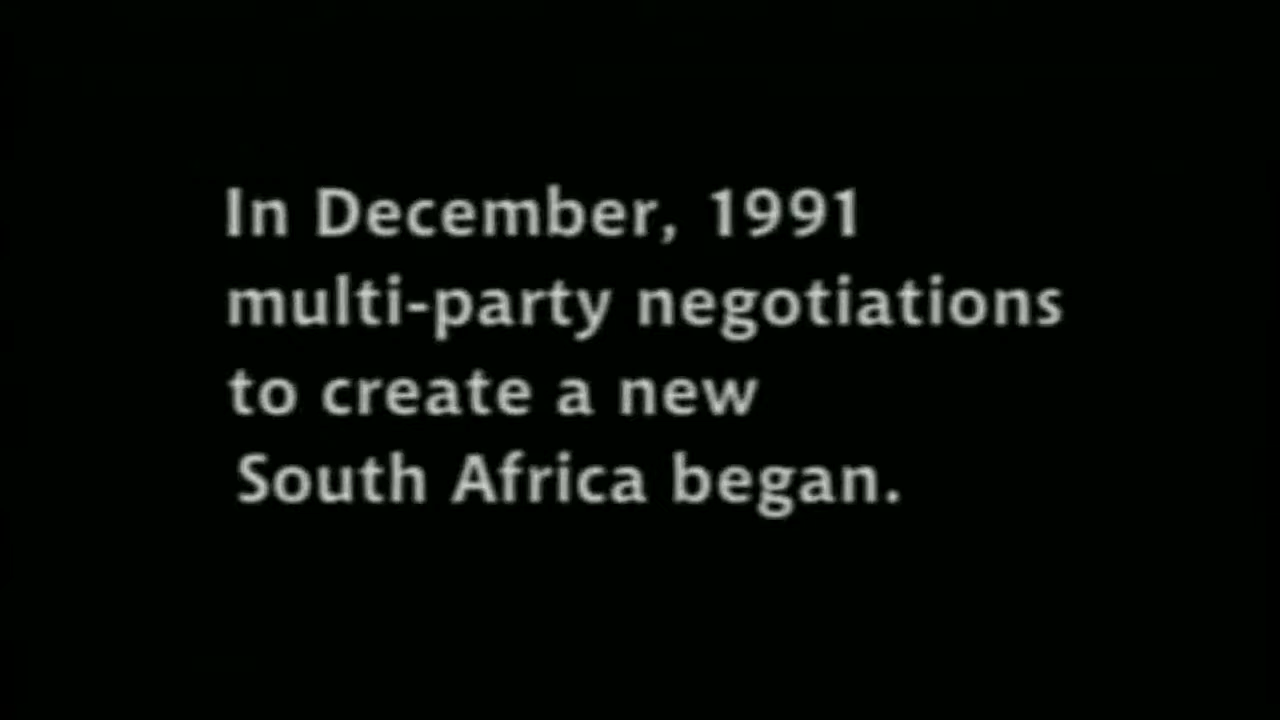 In December, 1991
multi-party negotiations
to create a new
South Africa began.